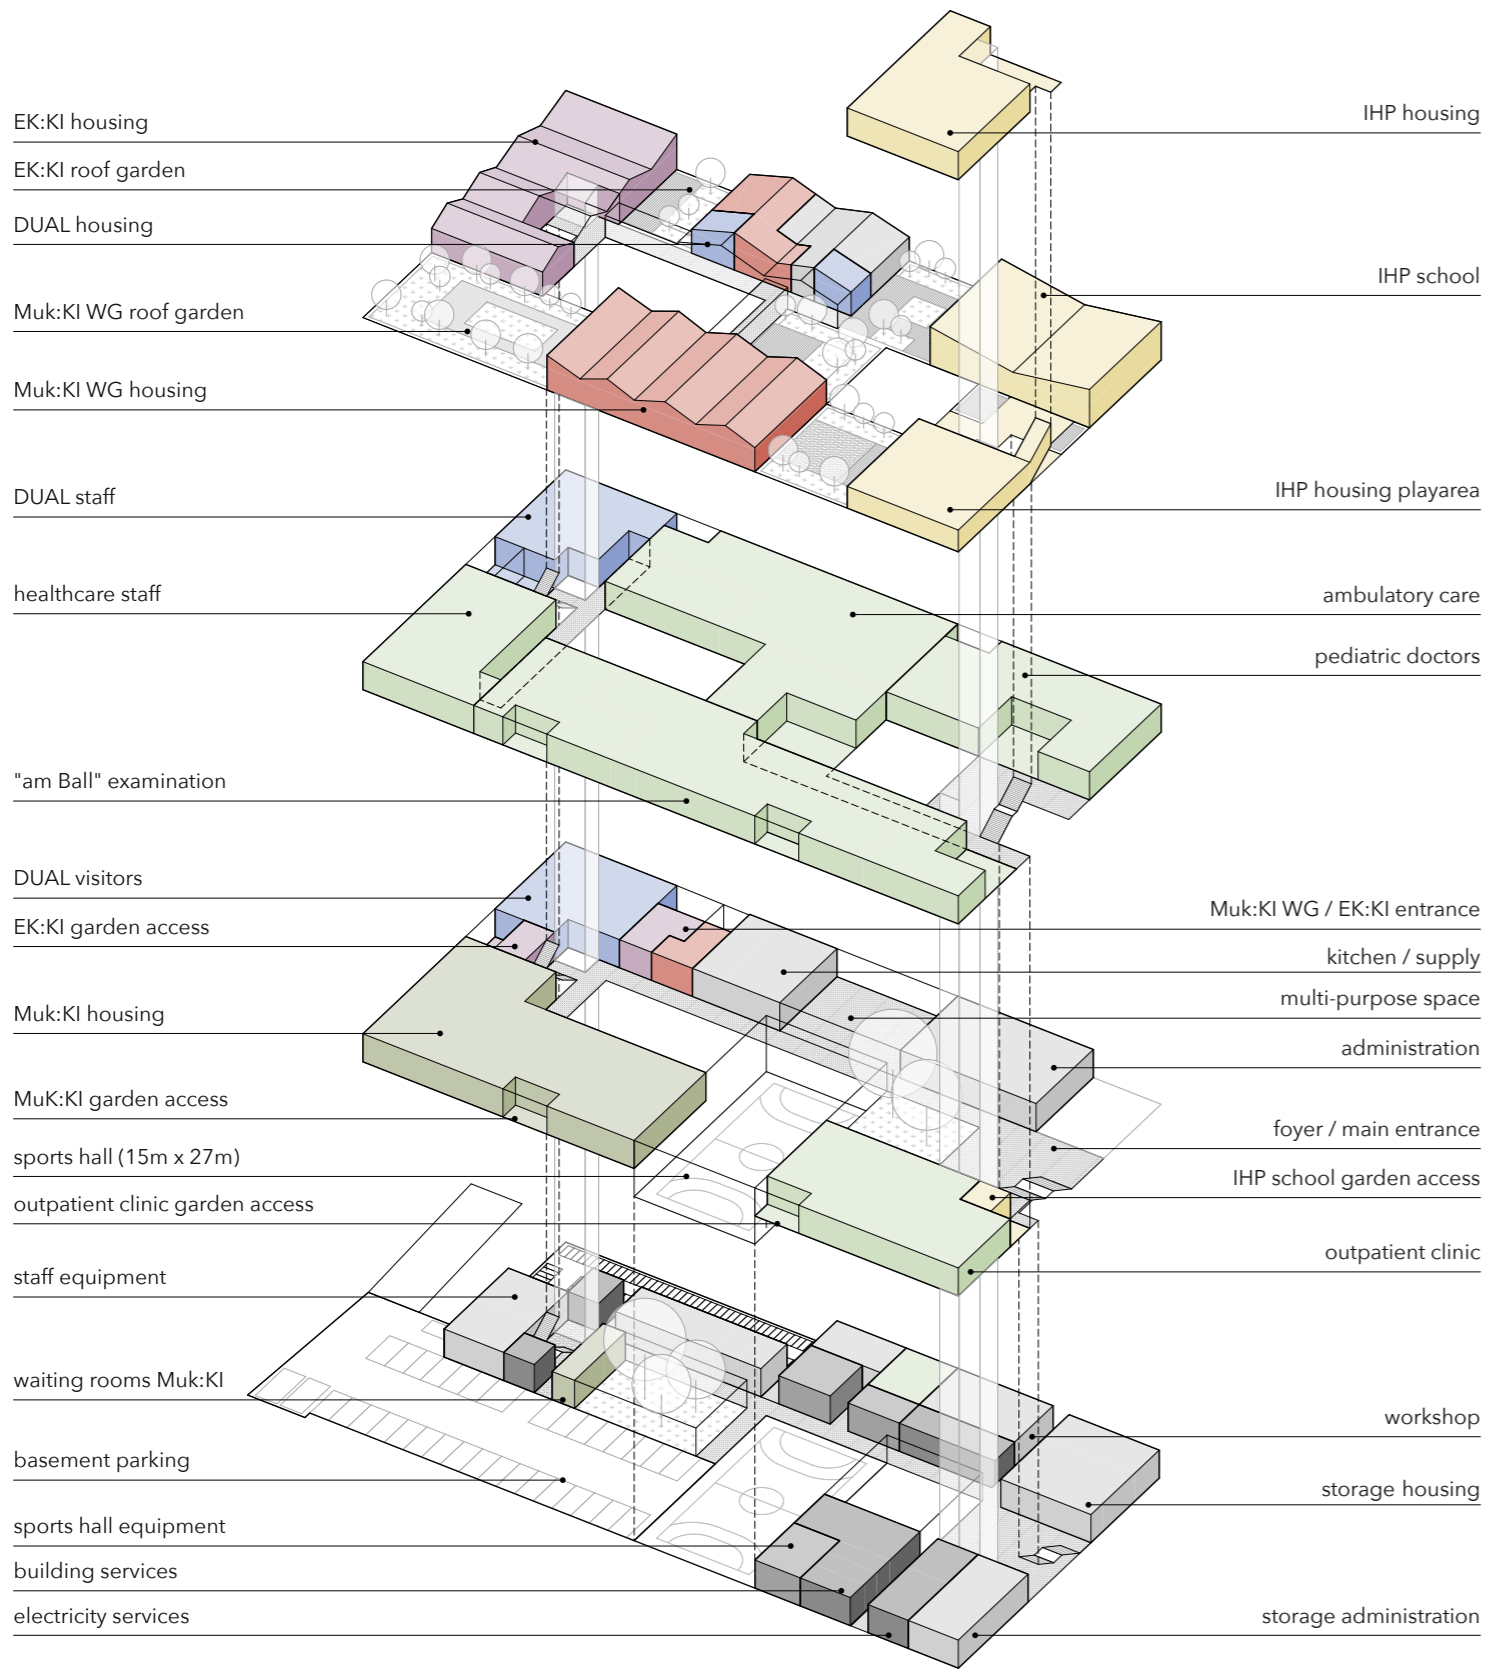 EK:KI housing
EK:KI roof garden
DUAL housing
Muk:KI WG roof garden
Muk:KI WG housing
DUAL staff
healthcare staff
"am Ball" examination
DUAL visitors
EK:KI garden access
Muk:KI housing
MuK:KI garden access
sports hall (15m x 27m)
outpatient clinic garden access
staff equipment
waiting rooms Muk:KI
basement parking
sports hall equipment
building services
electricity services
IHP housing
IHP school
IHP housing playarea
ambulatory care
pediatric doctors
Muk:KI WG / EK:KI entrance
kitchen / supply
multi-purpose space
administration
foyer / main entrance
IHP school garden access
outpatient clinic
workshop
storage housing
storage administration